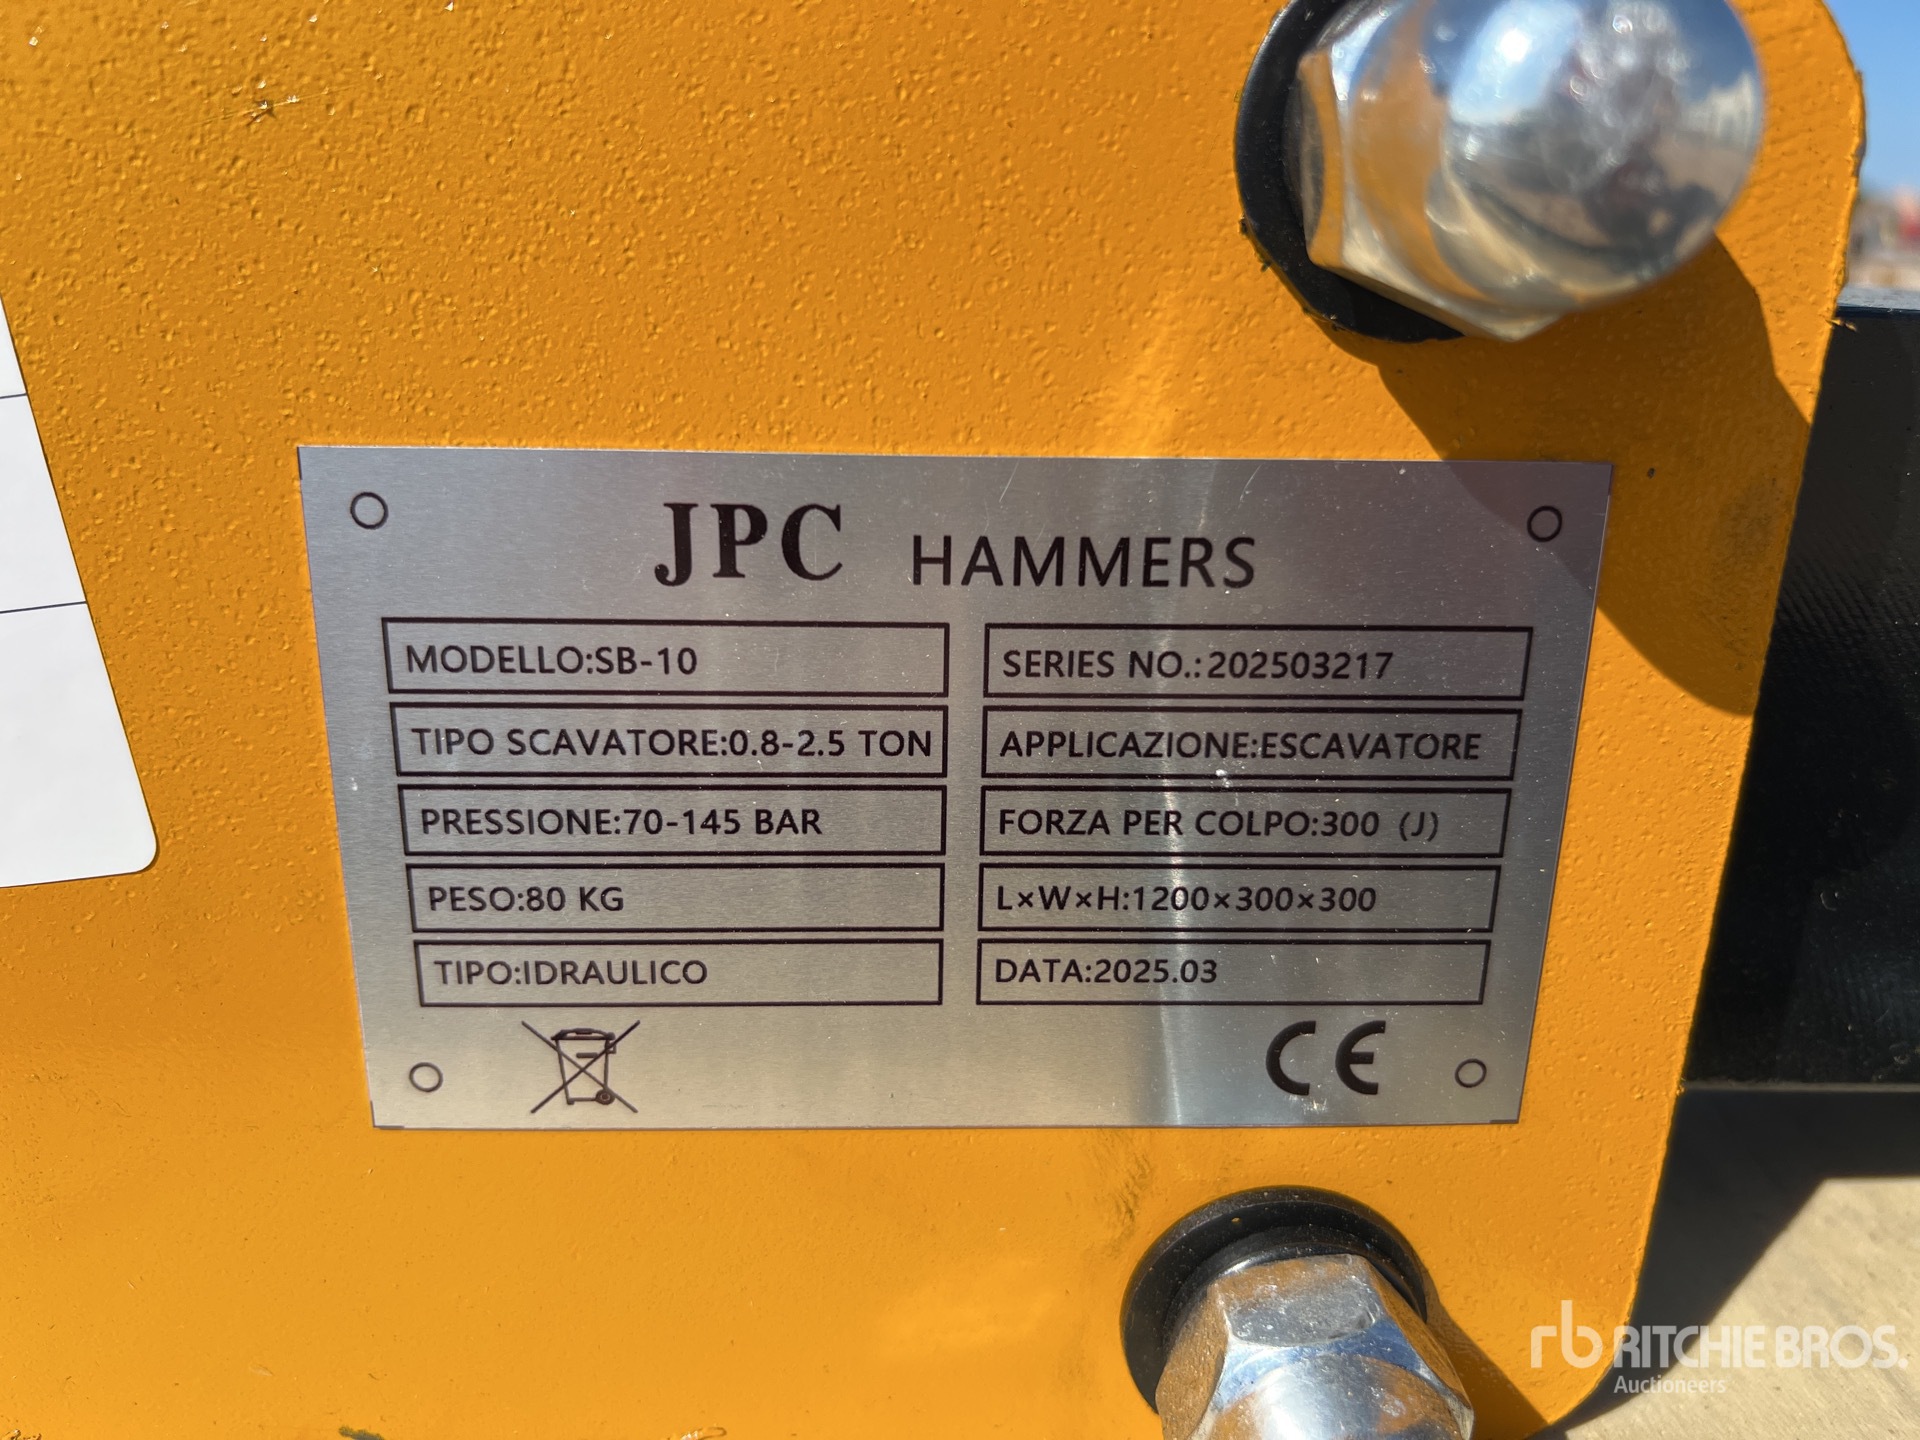 JPC HAMMERS
MODELLO:SB-10
SERIES NO.:202503217
TIPO SCAVATORE:0.8-2.5 TON
APPLICAZIONE:ESCAVATORE
PRESSIONE:70-145 BAR
FORZA PER COLPO:300 (J)
PESO:80 KG
L×W×H:1200×300×300
TIPO:IDRAULICO
DATA:2025.03
CE
rb RITCHIE BROS.
Auctioneers